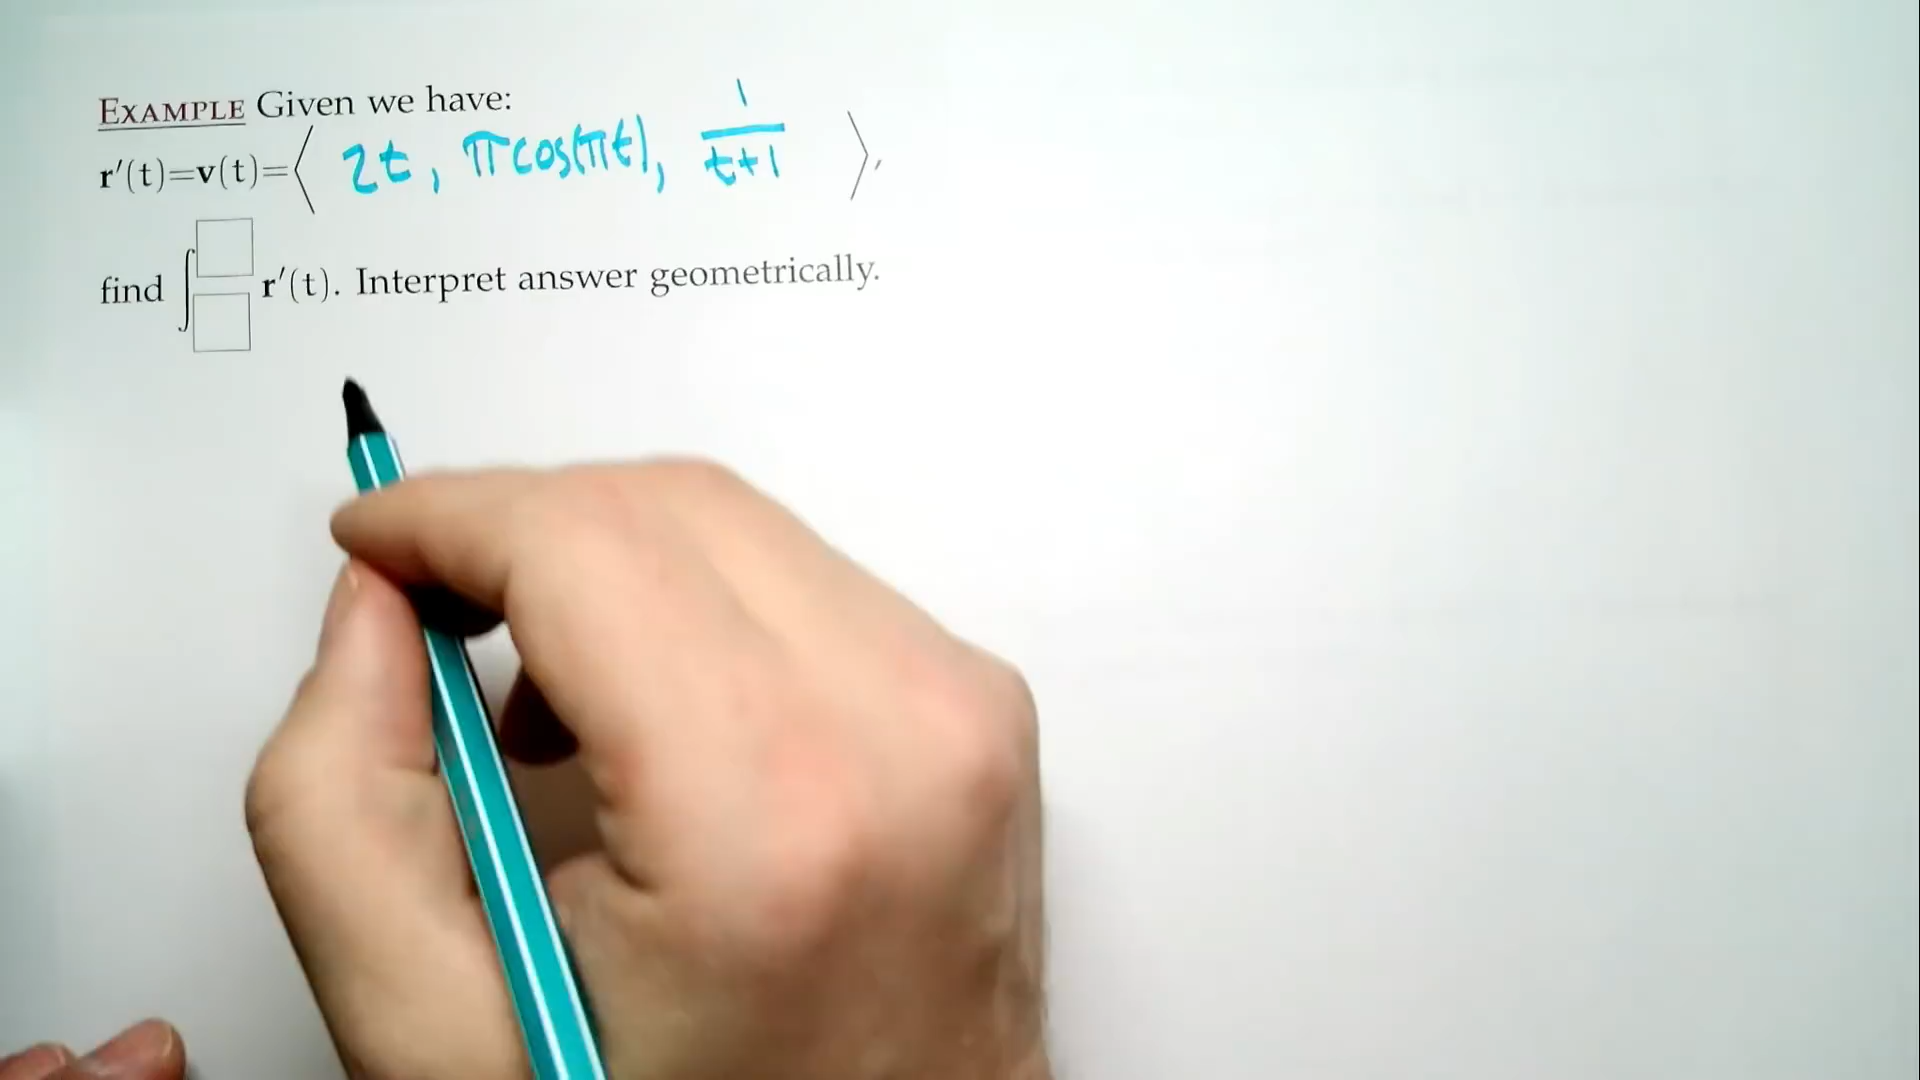 EXAMPLE Given we have:
r′(t)=v(t)=⟨ 2t, πcos(πt), 1/(t+1) ⟩,
find ∫ r′(t). Interpret answer geometrically.